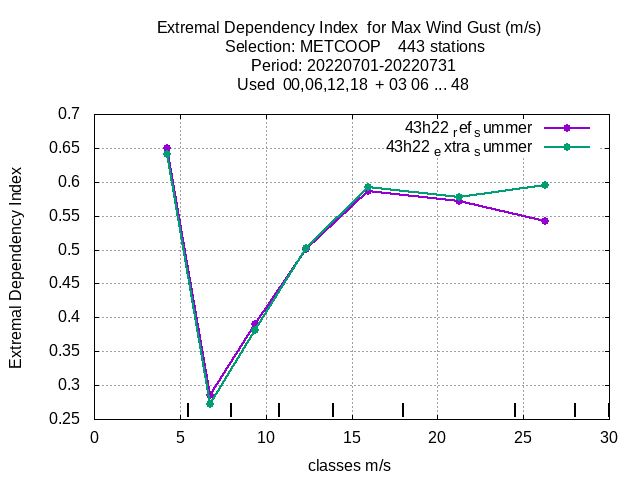 Extremal Dependency Index  for Max Wind Gust (m/s)
Selection: METCOOP    443 stations
Period: 20220701-20220731
Used  00,06,12,18  + 03 06 ... 48
43h22 ref summer
43h22 extra summer
0.7
0.65
0.6
0.55
0.5
0.45
0.4
0.35
0.3
0.25
Extremal Dependency Index
0 5 10 15 20 25 30
classes m/s